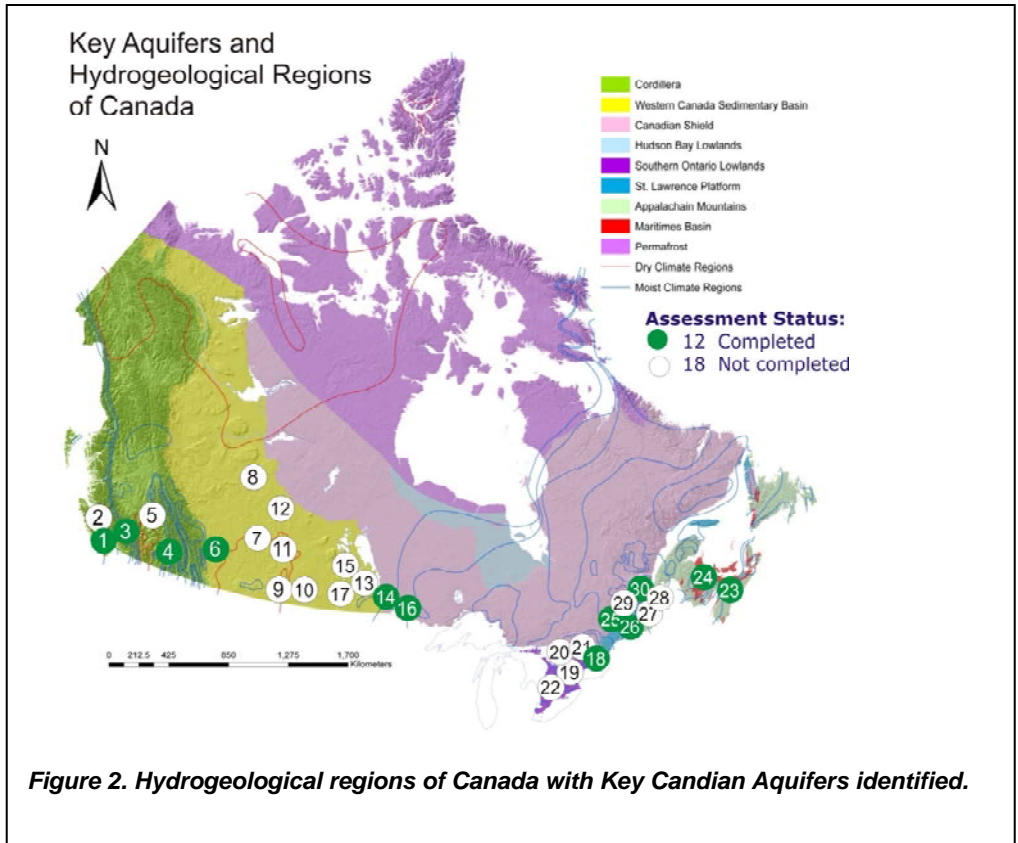 Key Aquifers and
Hydrogeological Regions
of Canada
N
Cordillera
Western Canada Sedimentary Basin
Canadian Shield
Hudson Bay Lowlands
Southern Ontario Lowlands
St. Lawrence Platform
Appalachain Mountains
Maritimes Basin
Permafrost
Dry Climate Regions
Moist Climate Regions
Assessment Status:
12 Completed
18 Not completed
8
12
2
3
5
1
4
6
7
11
15
9
10
17
13
14
16
24
23
30
29
28
25
26
27
20
21
18
19
22
0 212.5 425 850 1,275 1,700
Kilometers
Figure 2. Hydrogeological regions of Canada with Key Candian Aquifers identified.